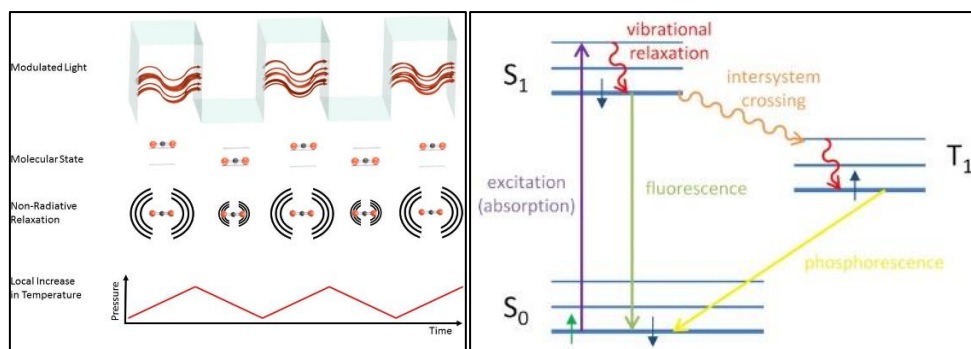 Modulated Light
Molecular State
Non-Radiative
Relaxation
Local Increase
in Temperature
Pressure
Time
vibrational
relaxation
S1
intersystem
crossing
T1
excitation
(absorption)
fluorescence
phosphorescence
S0